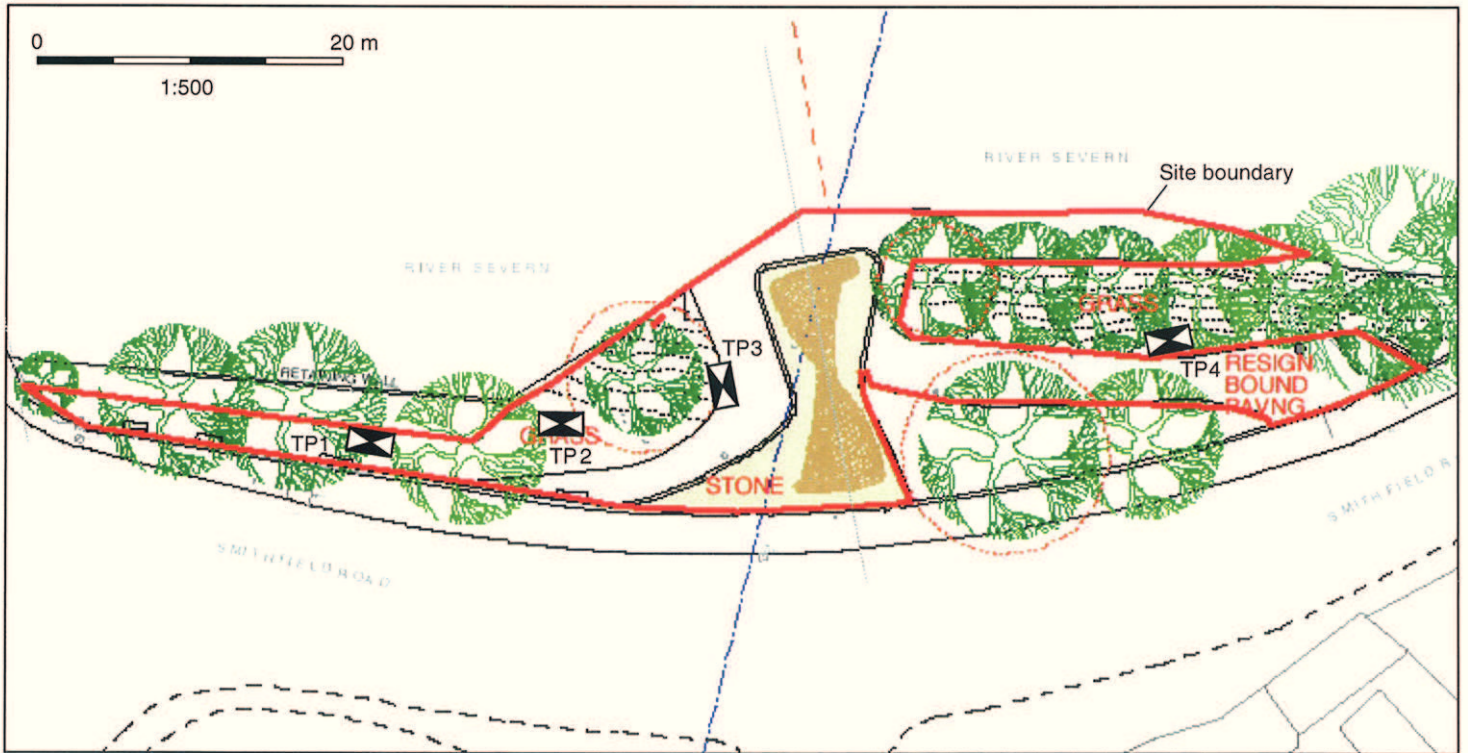 0 20 m
1:500
RIVER SEVERN
Site boundary
RIVER SEVERN
GRASS
TP3
TP4
RETAINING WALL
RESIGN
BOUND
PAVNG
TP1
GRASS
TP2
STONE
SMITHFIELD ROAD
SMITHFIELD R